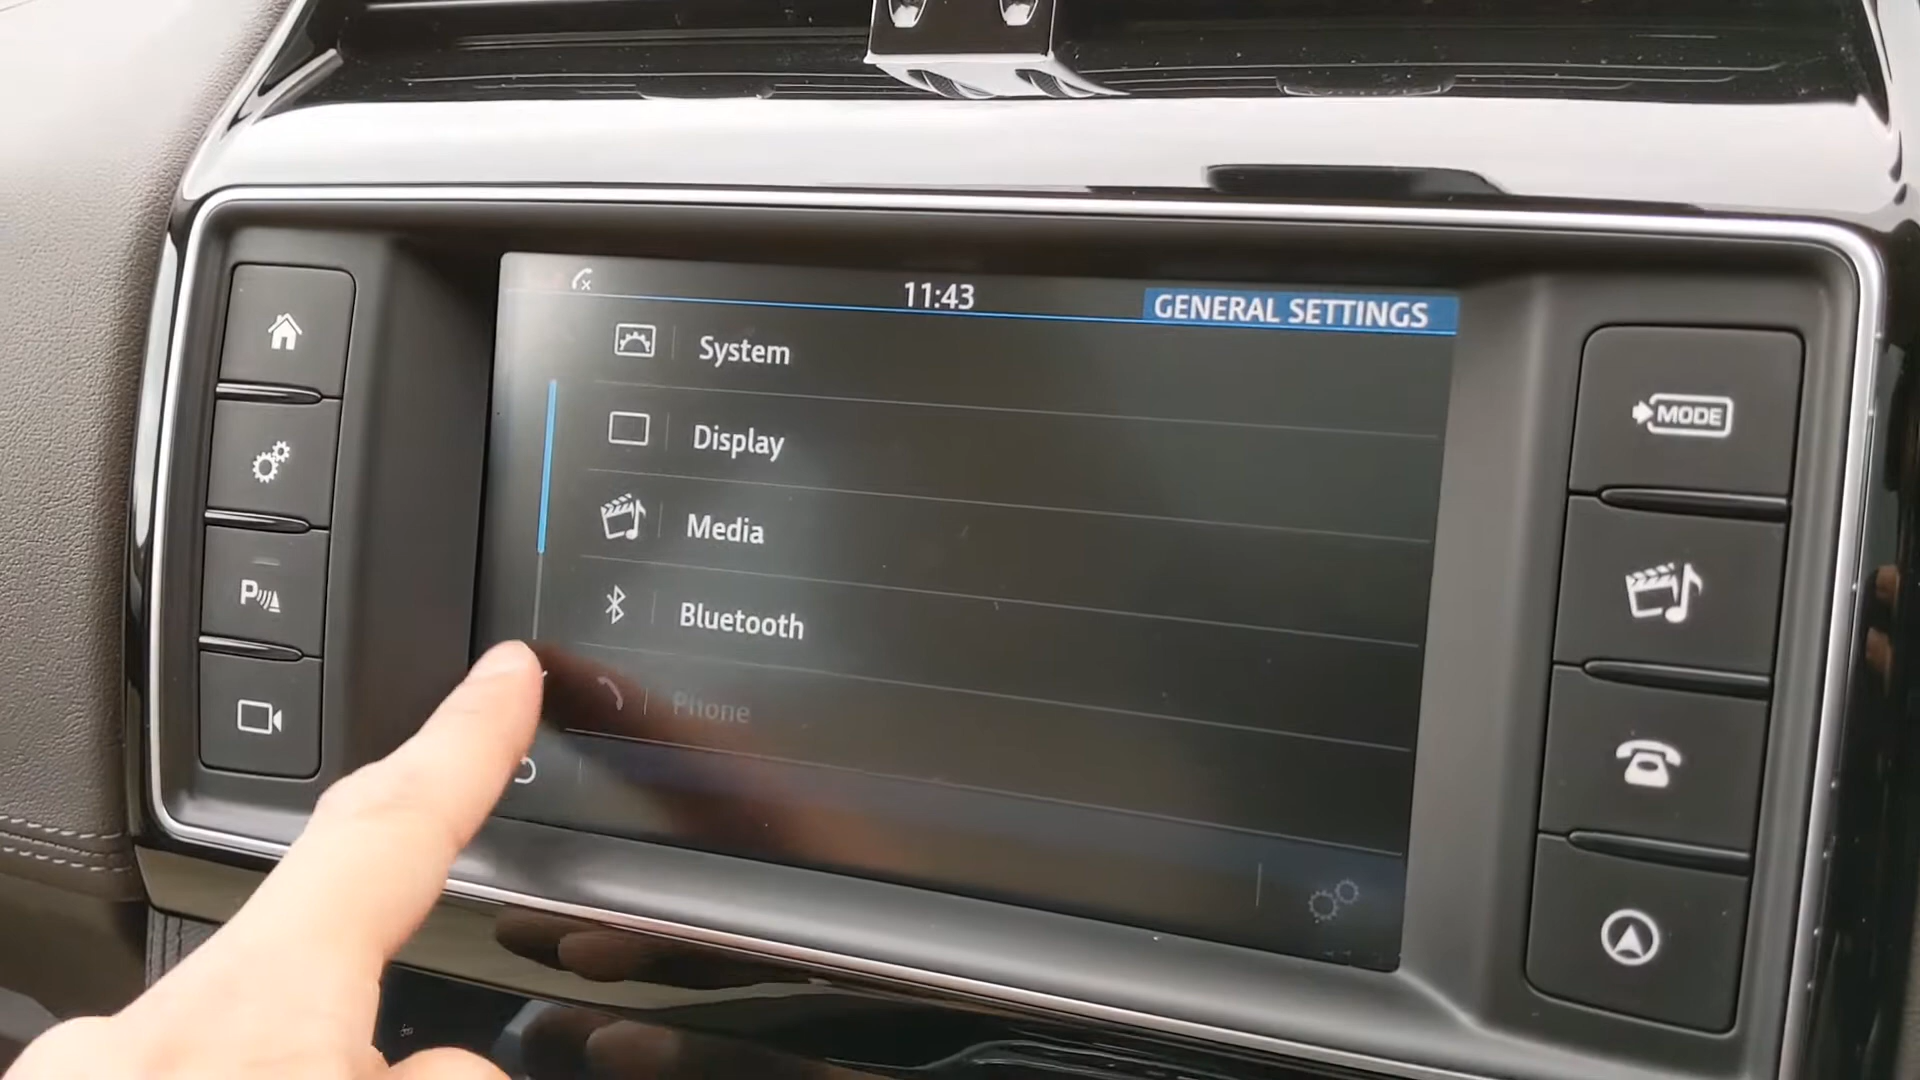 11:43
GENERAL SETTINGS
System
Display
Media
Bluetooth
Phone
P
MODE